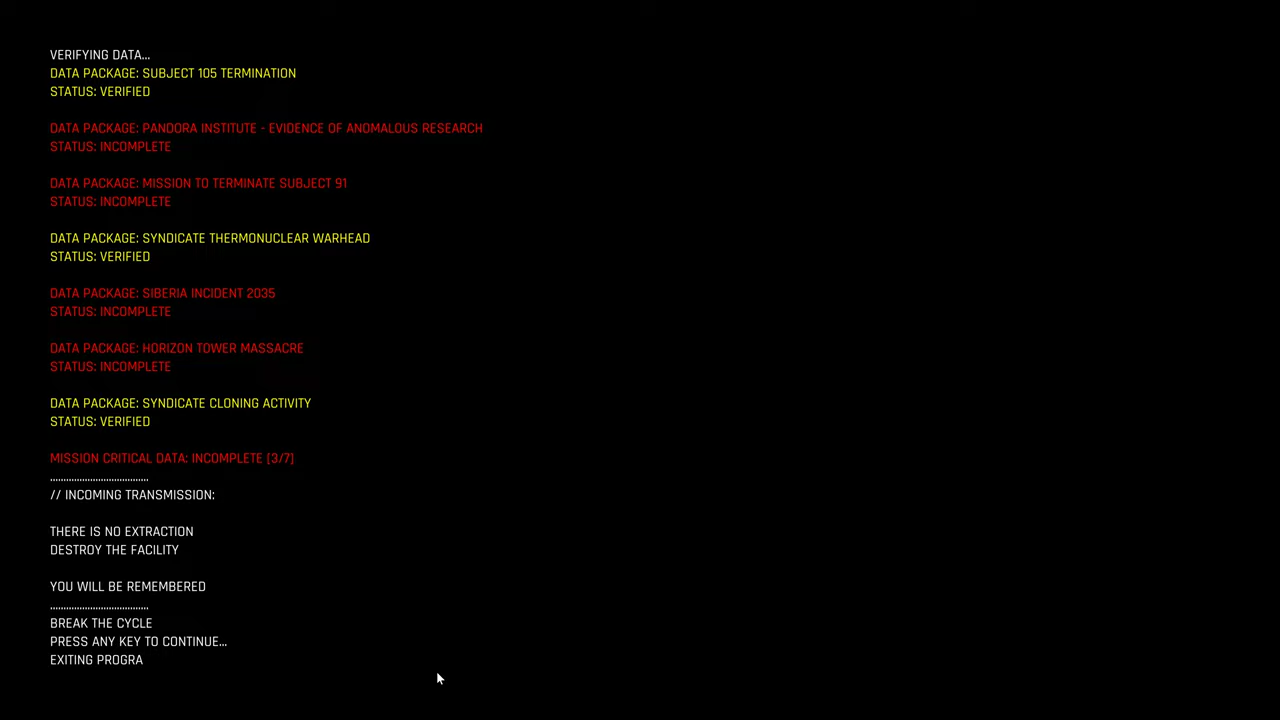 VERIFYING DATA...
DATA PACKAGE: SUBJECT 105 TERMINATION
STATUS: VERIFIED
DATA PACKAGE: PANDORA INSTITUTE - EVIDENCE OF ANOMALOUS RESEARCH
STATUS: INCOMPLETE
DATA PACKAGE: MISSION TO TERMINATE SUBJECT 91
STATUS: INCOMPLETE
DATA PACKAGE: SYNDICATE THERMONUCLEAR WARHEAD
STATUS: VERIFIED
DATA PACKAGE: SIBERIA INCIDENT 2035
STATUS: INCOMPLETE
DATA PACKAGE: HORIZON TOWER MASSACRE
STATUS: INCOMPLETE
DATA PACKAGE: SYNDICATE CLONING ACTIVITY
STATUS: VERIFIED
MISSION CRITICAL DATA: INCOMPLETE [3/7]
.....................................
// INCOMING TRANSMISSION:
THERE IS NO EXTRACTION
DESTROY THE FACILITY
YOU WILL BE REMEMBERED
.....................................
BREAK THE CYCLE
PRESS ANY KEY TO CONTINUE...
EXITING PROGRA